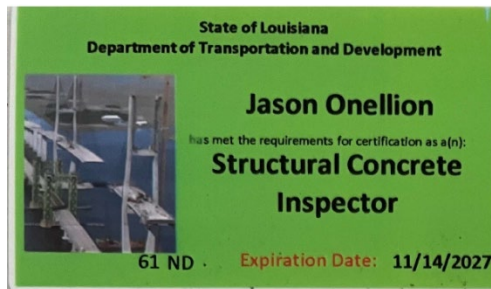 State of Louisiana
Department of Transportation and Development
Jason Onellion
has met the requirements for certification as a(n):
Structural Concrete
Inspector
61 ND .
Expiration Date: 11/14/2027